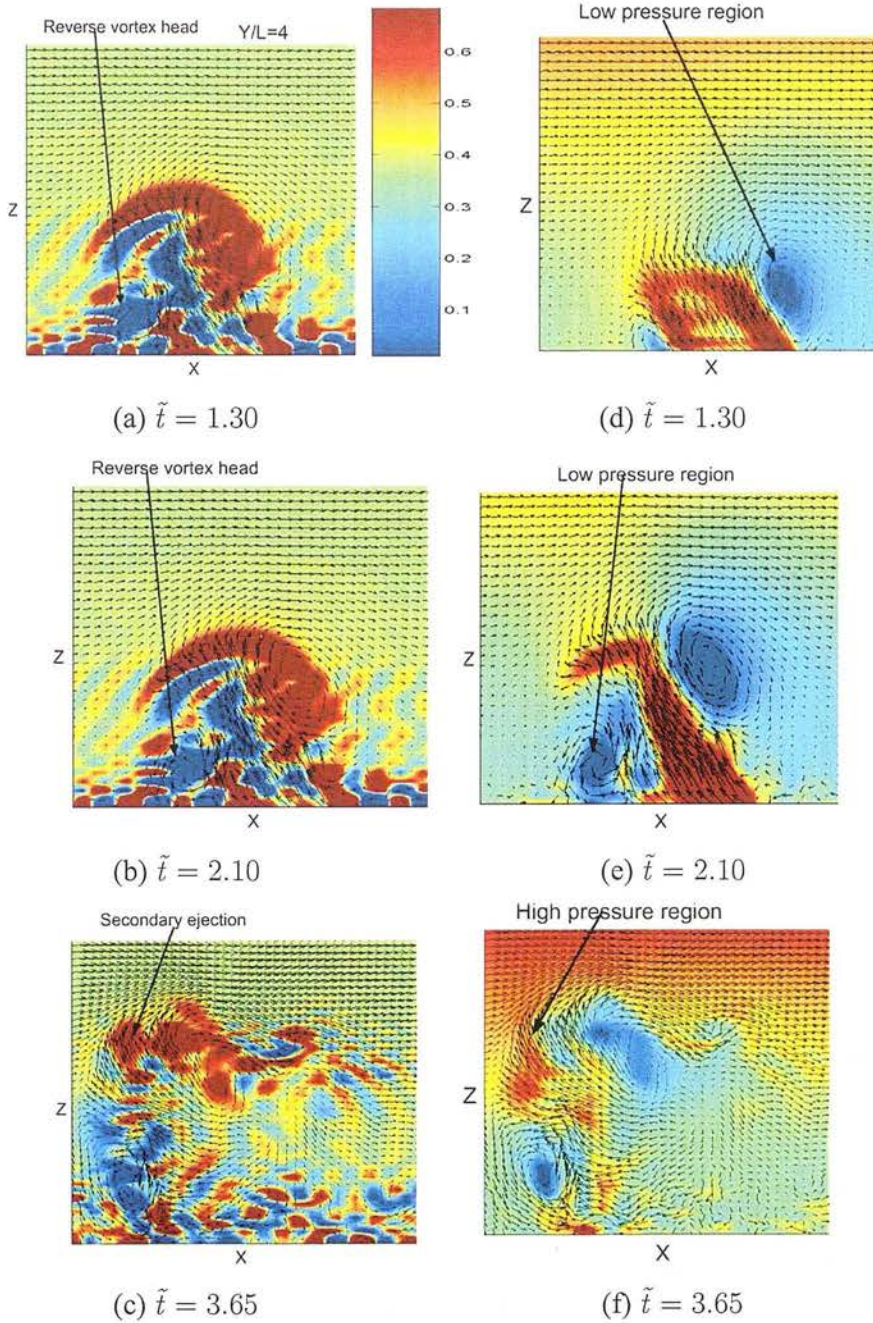 Reverse vortex head
Y/L=4
Z
X
0.6
0.5
0.4
0.3
0.2
0.1
Low pressure region
Z
X
(a) t̃ = 1.30
(d) t̃ = 1.30
Reverse vortex head
Z
X
Low pressure region
Z
X
(b) t̃ = 2.10
(e) t̃ = 2.10
Secondary ejection
Z
X
High pressure region
Z
X
(c) t̃ = 3.65
(f) t̃ = 3.65